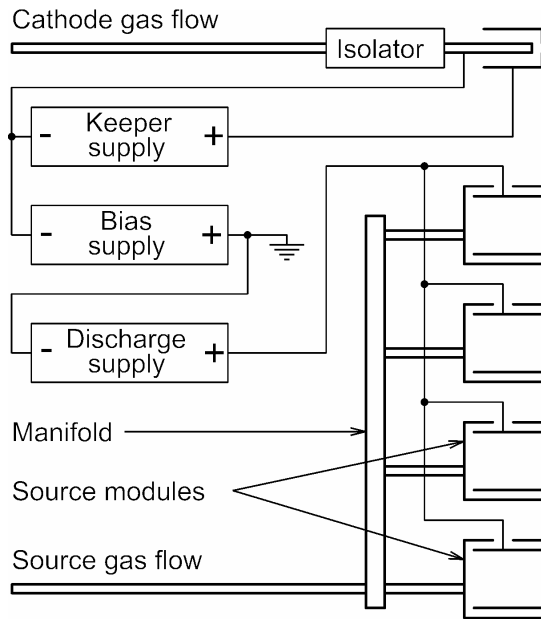 Cathode gas flow
Isolator
- Keeper +
supply
- Bias +
supply
- Discharge +
supply
Manifold
Source modules
Source gas flow